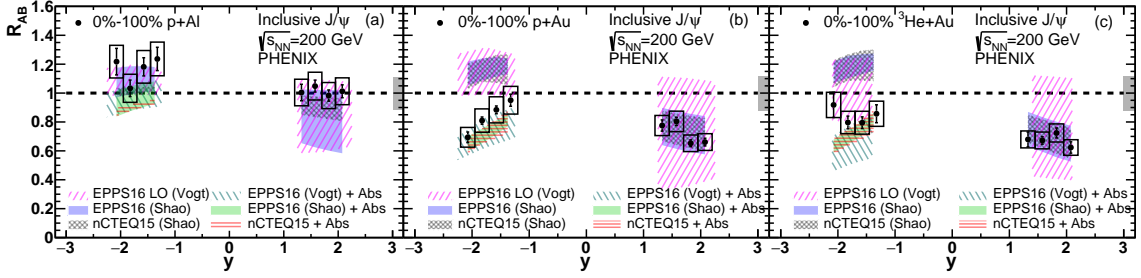 R_AB
1.6
1.4
1.2
1
0.8
0.6
0.4
0.2
0
0%-100% p+Al
Inclusive J/ψ (a)
√s_NN=200 GeV
PHENIX
EPPS16 LO (Vogt)
EPPS16 (Shao)
nCTEQ15 (Shao)
EPPS16 (Vogt) + Abs
EPPS16 (Shao) + Abs
nCTEQ15 + Abs
−3 −2 −1 0 1 2 3
y
0%-100% p+Au
Inclusive J/ψ (b)
√s_NN=200 GeV
PHENIX
EPPS16 LO (Vogt)
EPPS16 (Shao)
nCTEQ15 (Shao)
EPPS16 (Vogt) + Abs
EPPS16 (Shao) + Abs
nCTEQ15 + Abs
−3 −2 −1 0 1 2 3
y
0%-100% ³He+Au
Inclusive J/ψ (c)
√s_NN=200 GeV
PHENIX
EPPS16 LO (Vogt)
EPPS16 (Shao)
nCTEQ15 (Shao)
EPPS16 (Vogt) + Abs
EPPS16 (Shao) + Abs
nCTEQ15 + Abs
−3 −2 −1 0 1 2 3
y